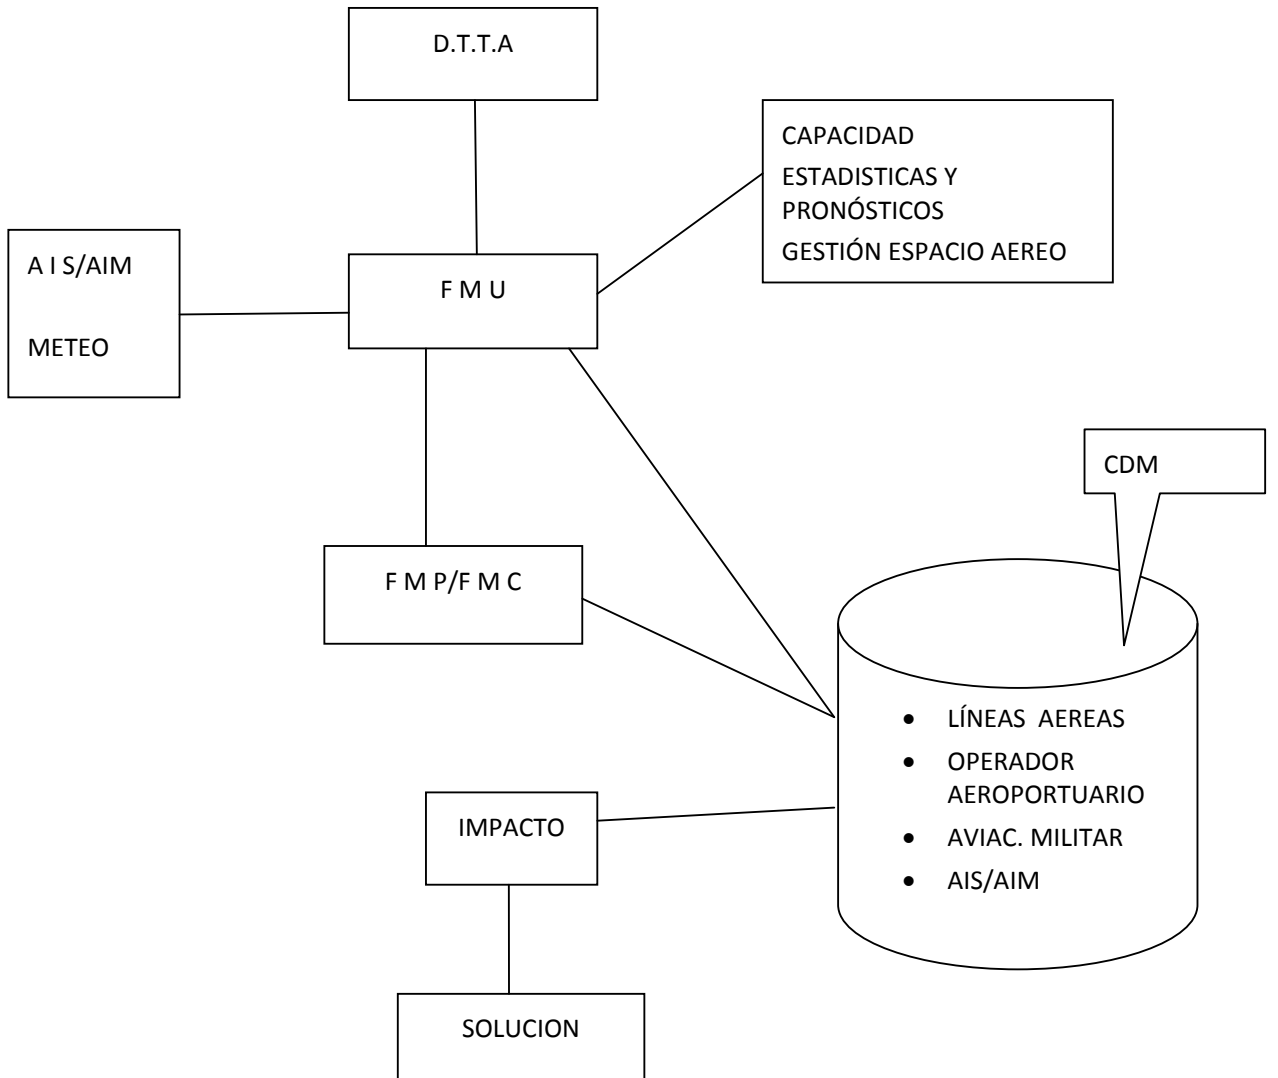 D.T.T.A
CAPACIDAD
ESTADISTICAS Y
PRONÓSTICOS
GESTIÓN ESPACIO AEREO
A I S/AIM
METEO
F M U
CDM
F M P/F M C
• LÍNEAS AEREAS
• OPERADOR
AEROPORTUARIO
• AVIAC. MILITAR
• AIS/AIM
IMPACTO
SOLUCION